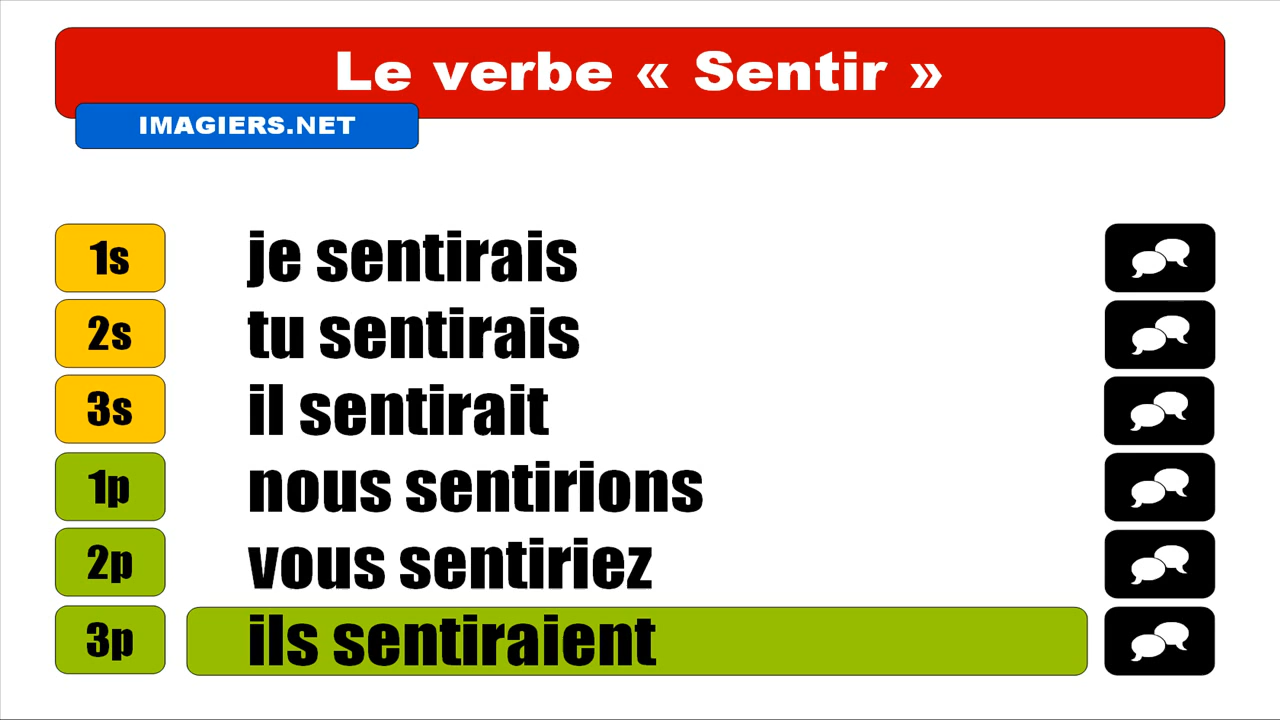 Le verbe « Sentir »
IMAGIERS.NET
1s je sentirais
2s tu sentirais
3s il sentirait
1p nous sentirions
2p vous sentiriez
3p ils sentiraient